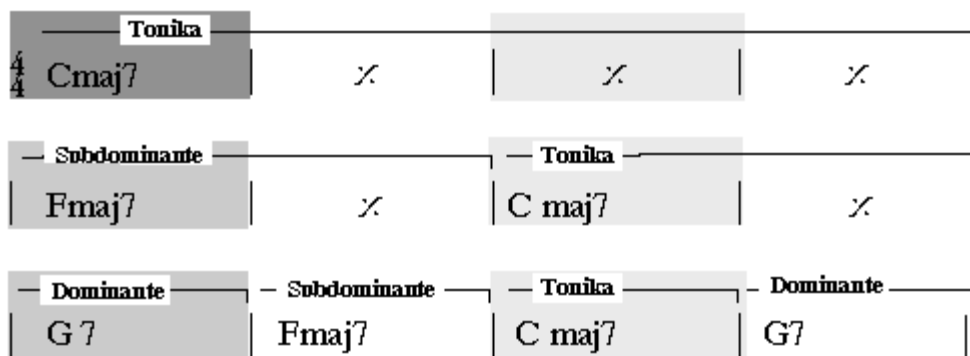 Tonika
4/4 Cmaj7 | ٪ | ٪ | ٪
Subdominante Tonika
| Fmaj7 | ٪ | C maj7 | ٪
Dominante Subdominante Tonika Dominante
| G 7 | Fmaj7 | C maj7 | G7 |